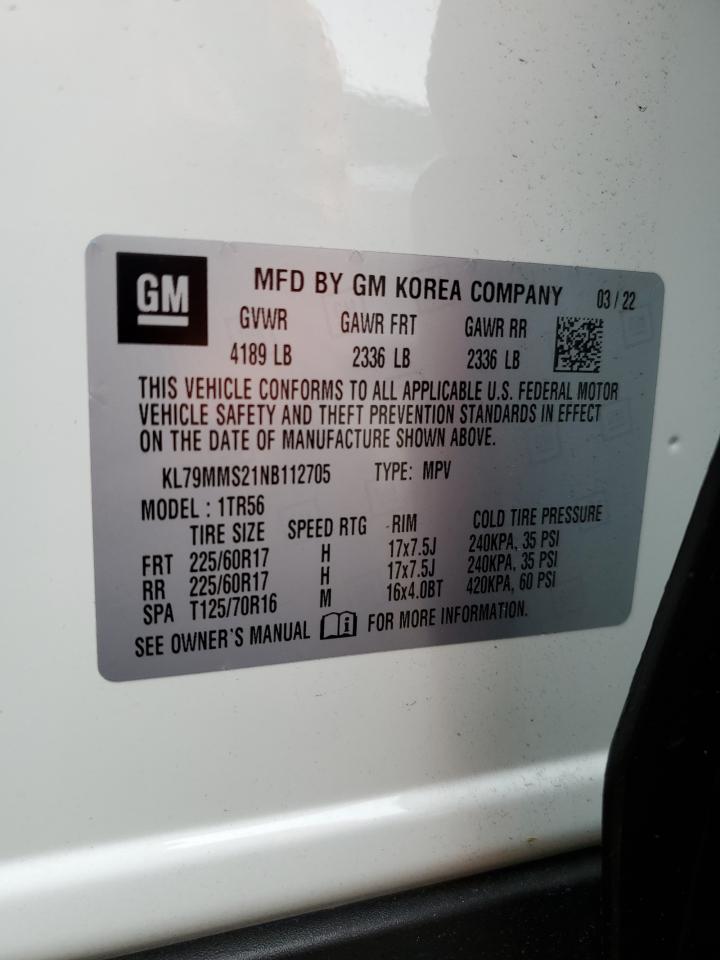 GM
MFD BY GM KOREA COMPANY 03/22
GVWR GAWR FRT GAWR RR
4189 LB 2336 LB 2336 LB
THIS VEHICLE CONFORMS TO ALL APPLICABLE U.S. FEDERAL MOTOR
VEHICLE SAFETY AND THEFT PREVENTION STANDARDS IN EFFECT
ON THE DATE OF MANUFACTURE SHOWN ABOVE.
KL79MMS21NB112705 TYPE: MPV
MODEL : 1TR56
TIRE SIZE SPEED RTG RIM COLD TIRE PRESSURE
FRT 225/60R17 H 17x7.5J 240KPA, 35 PSI
RR 225/60R17 H 17x7.5J 240KPA, 35 PSI
SPA T125/70R16 M 16x4.0BT 420KPA, 60 PSI
SEE OWNER'S MANUAL i FOR MORE INFORMATION.